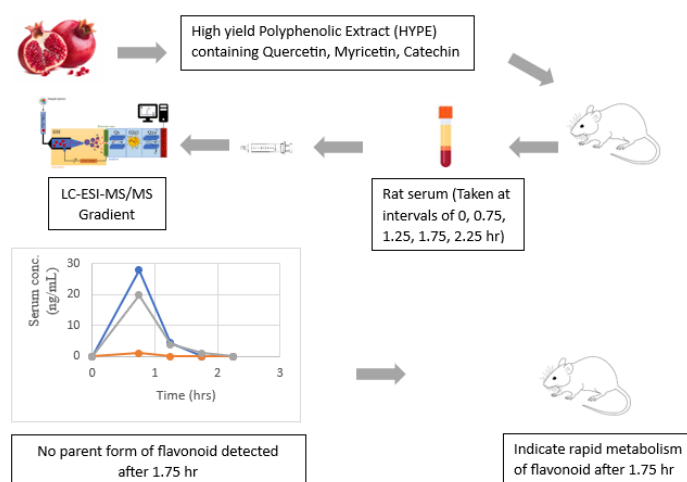 High yield Polyphenolic Extract (HYPE)
containing Quercetin, Myricetin, Catechin
LC-ESI-MS/MS
Gradient
Rat serum (Taken at
intervals of 0, 0.75,
1.25, 1.75, 2.25 hr)
Serum conc.
(ng/mL)
30
20
10
0
0 1 2 3
Time (hrs)
No parent form of flavonoid detected
after 1.75 hr
Indicate rapid metabolism
of flavonoid after 1.75 hr